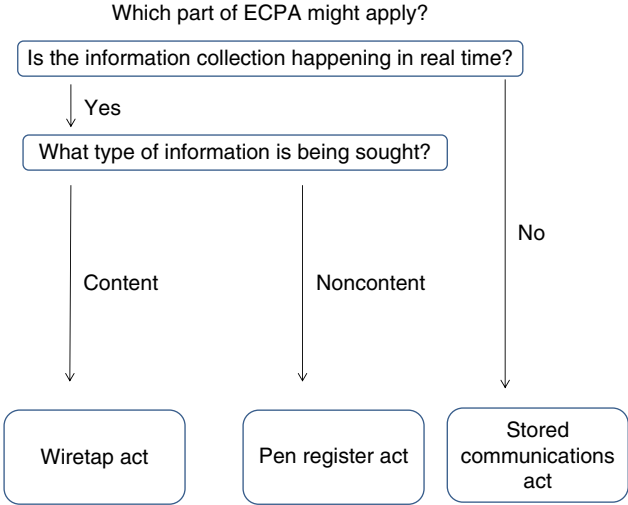 Which part of ECPA might apply?
Is the information collection happening in real time?
Yes
What type of information is being sought?
No
Content
Noncontent
Wiretap act
Pen register act
Stored
communications
act